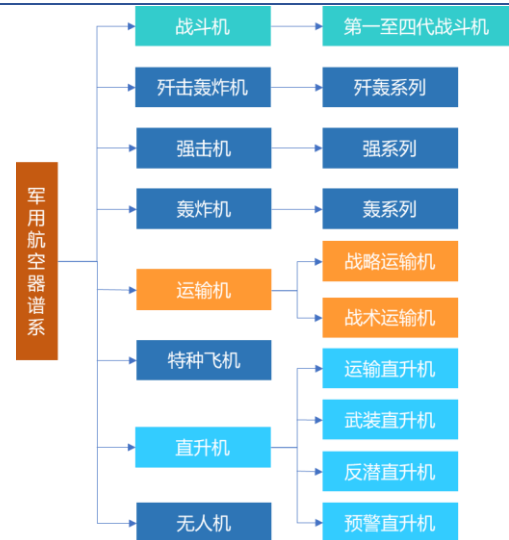 军用航空器谱系
战斗机
第一至四代战斗机
歼击轰炸机
歼轰系列
强击机
强系列
轰炸机
轰系列
运输机
战略运输机
战术运输机
特种飞机
直升机
运输直升机
武装直升机
反潜直升机
预警直升机
无人机